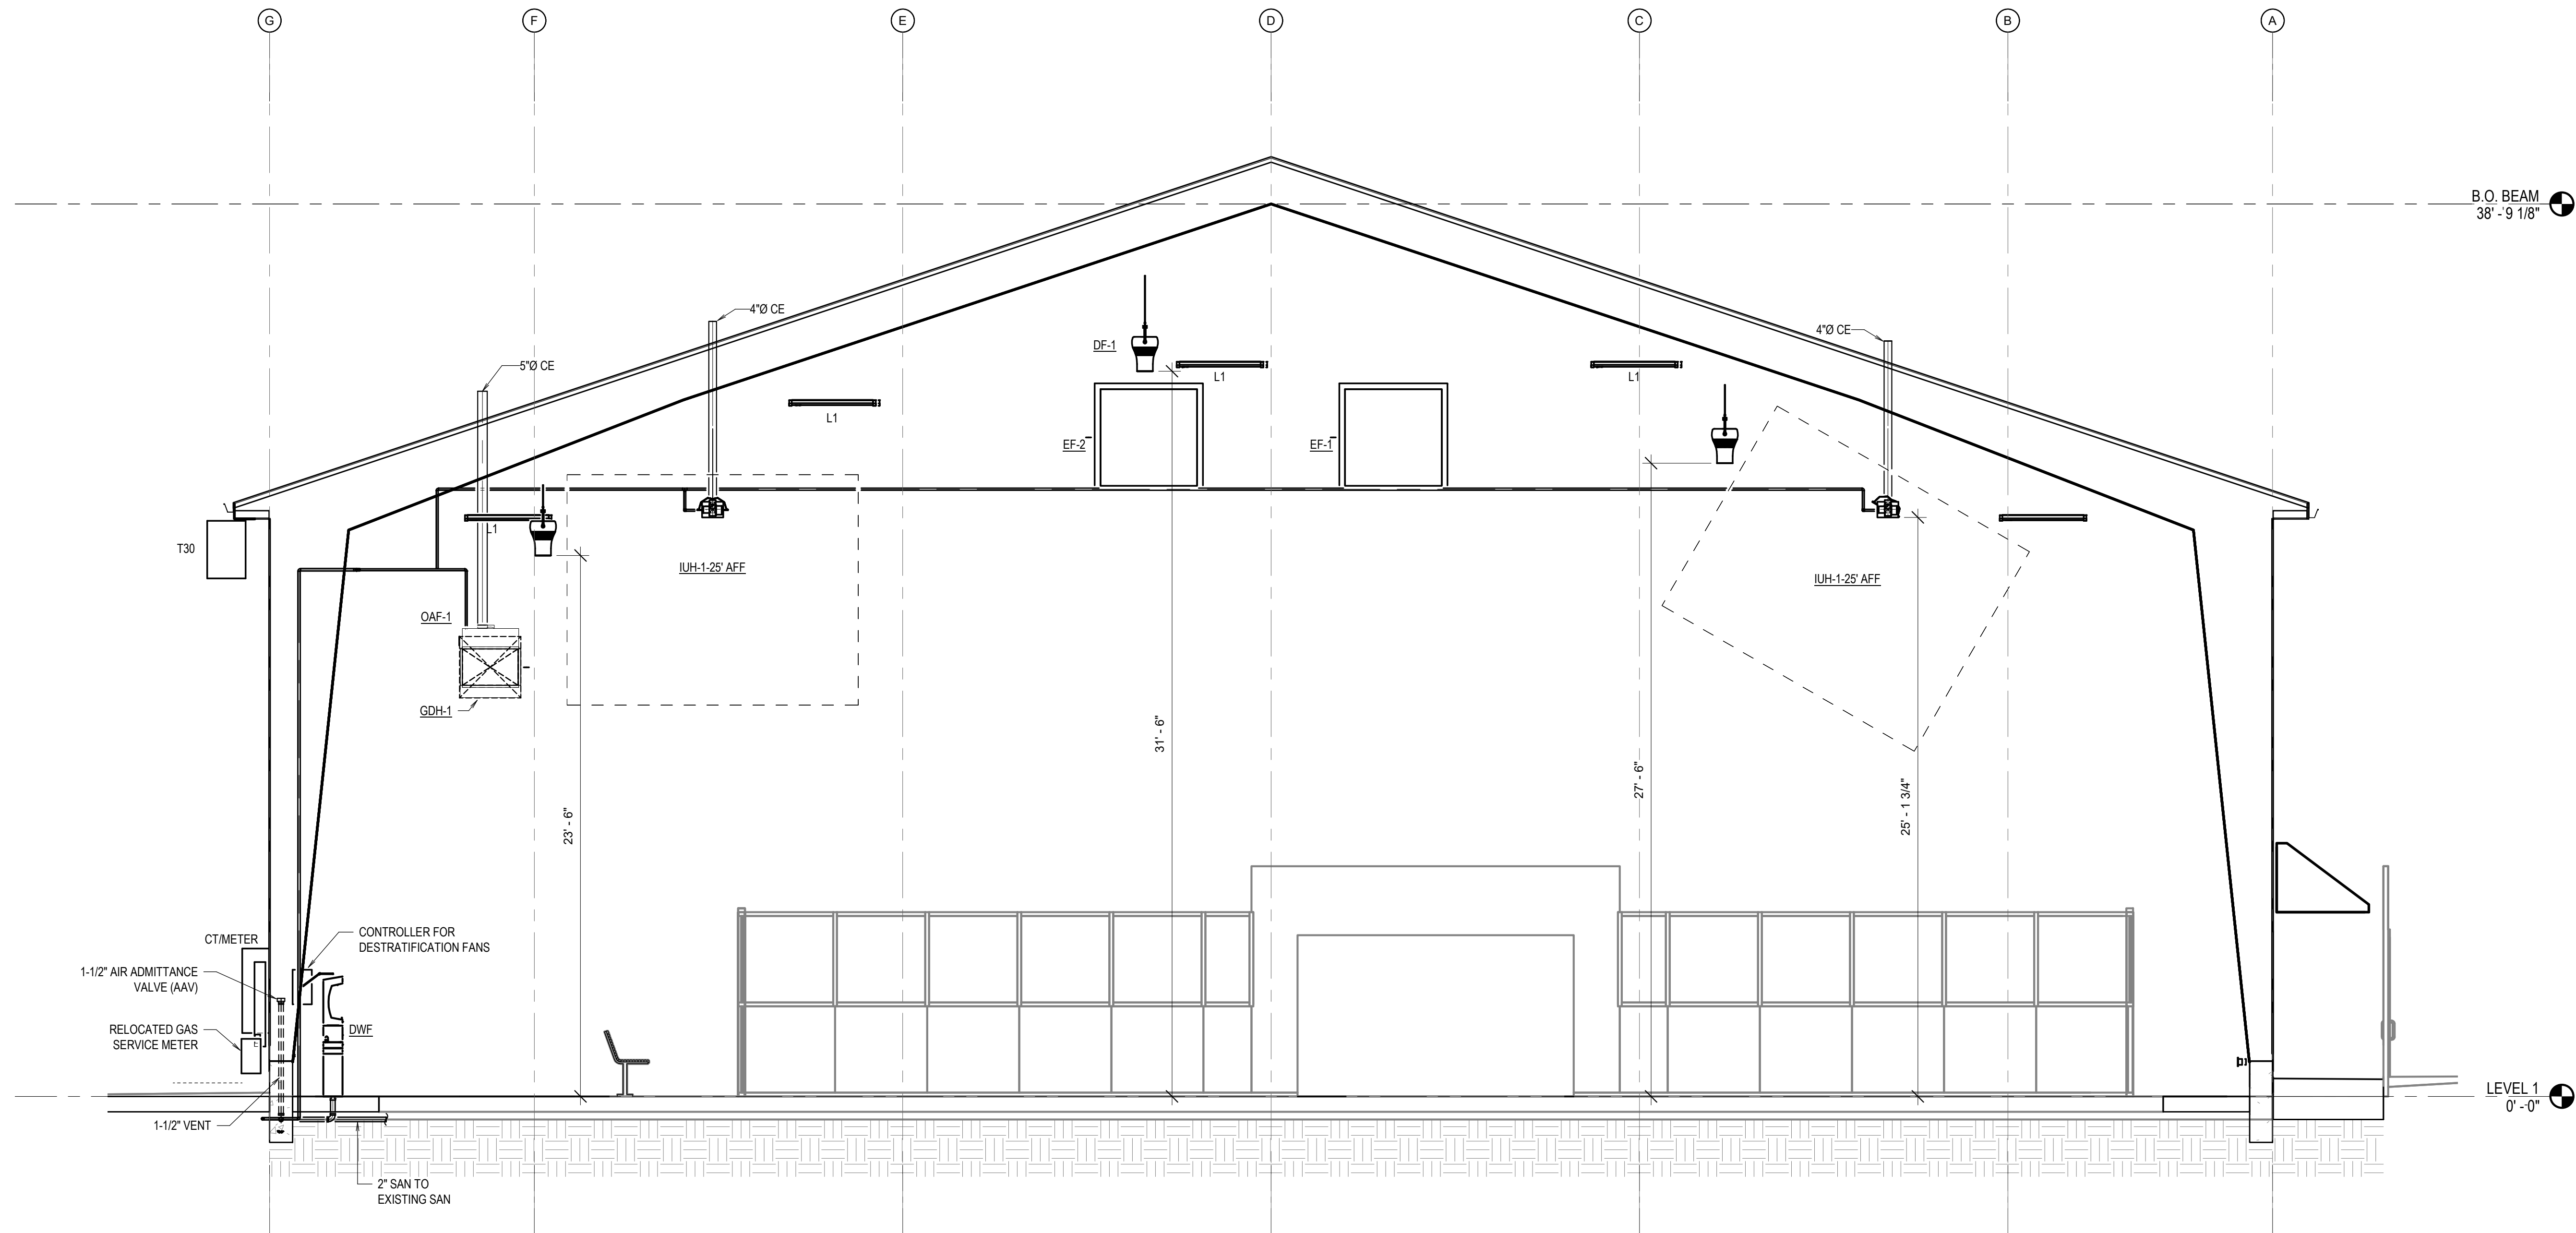 G
F
E
D
C
B
A
B.O. BEAM
38' - 9 1/8"
4"Ø CE
4"Ø CE
5"Ø CE
DF-1
L1
L1
L1
EF-2
EF-1
L1
T30
IUH-1-25' AFF
IUH-1-25' AFF
OAF-1
GDH-1
31' - 6"
27' - 6"
25' - 1 3/4"
23' - 6"
CT/METER
CONTROLLER FOR
DESTRATIFICATION FANS
1-1/2" AIR ADMITTANCE
VALVE (AAV)
RELOCATED GAS
SERVICE METER
DWF
1-1/2" VENT
LEVEL 1
0' - 0"
2" SAN TO
EXISTING SAN